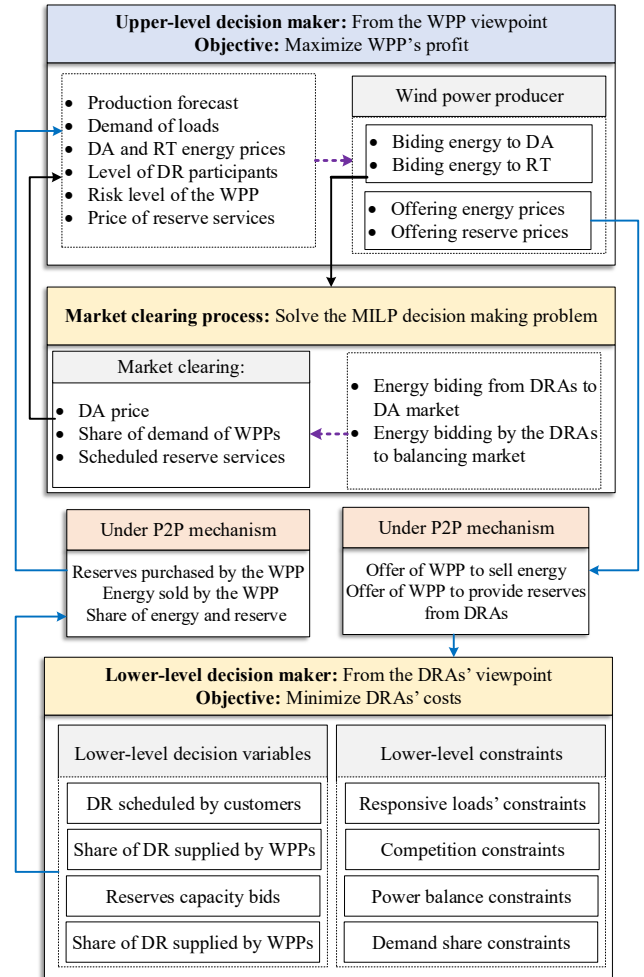 Upper-level decision maker: From the WPP viewpoint
Objective: Maximize WPP's profit
• Production forecast
• Demand of loads
• DA and RT energy prices
• Level of DR participants
• Risk level of the WPP
• Price of reserve services
Wind power producer
• Biding energy to DA
• Biding energy to RT
• Offering energy prices
• Offering reserve prices
Market clearing process: Solve the MILP decision making problem
Market clearing:
• DA price
• Share of demand of WPPs
• Scheduled reserve services
• Energy biding from DRAs to
DA market
• Energy bidding by the DRAs
to balancing market
Under P2P mechanism
Reserves purchased by the WPP
Energy sold by the WPP
Share of energy and reserve
Under P2P mechanism
Offer of WPP to sell energy
Offer of WPP to provide reserves
from DRAs
Lower-level decision maker: From the DRAs' viewpoint
Objective: Minimize DRAs' costs
Lower-level decision variables
DR scheduled by customers
Share of DR supplied by WPPs
Reserves capacity bids
Share of DR supplied by WPPs
Lower-level constraints
Responsive loads' constraints
Competition constraints
Power balance constraints
Demand share constraints